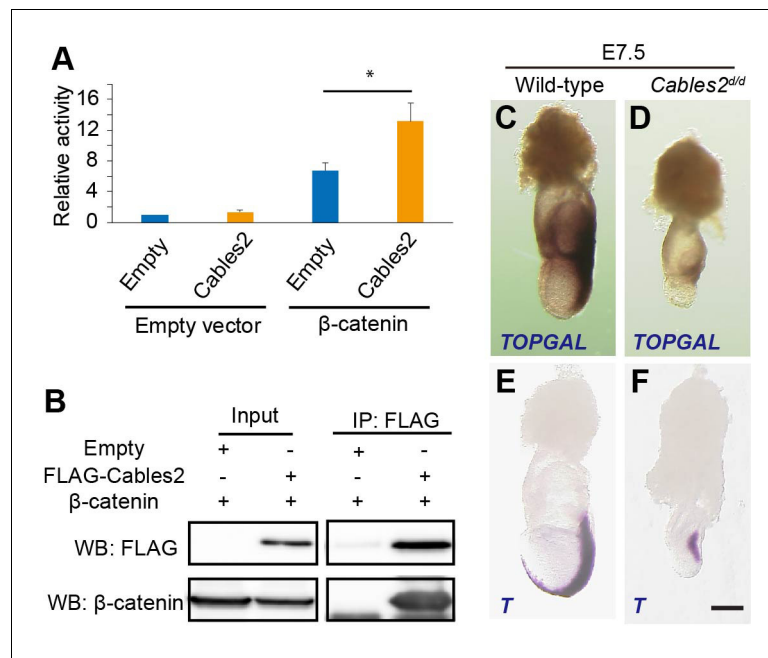 A
Relative activity
16
12
8
4
0
*
Empty
Cables2
Empty
Cables2
Empty vector
β-catenin
B
Input
IP: FLAG
Empty + - + -
FLAG-Cables2 - + - +
β-catenin + + + +
WB: FLAG
WB: β-catenin
E7.5
Wild-type
Cables2d/d
C
TOPGAL
D
TOPGAL
E
T
F
T